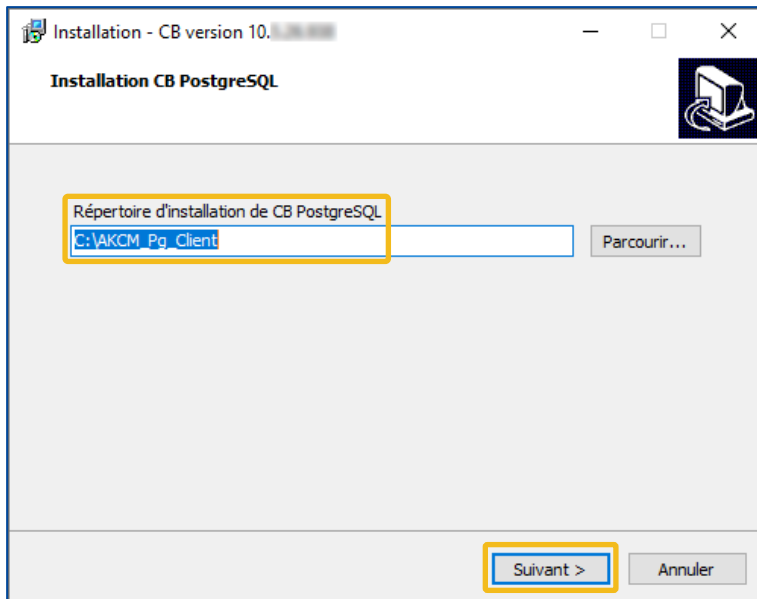 Installation - CB version 10.
Installation CB PostgreSQL
Répertoire d'installation de CB PostgreSQL
C:\AKCM_Pg_Client
Parcourir...
Suivant >
Annuler